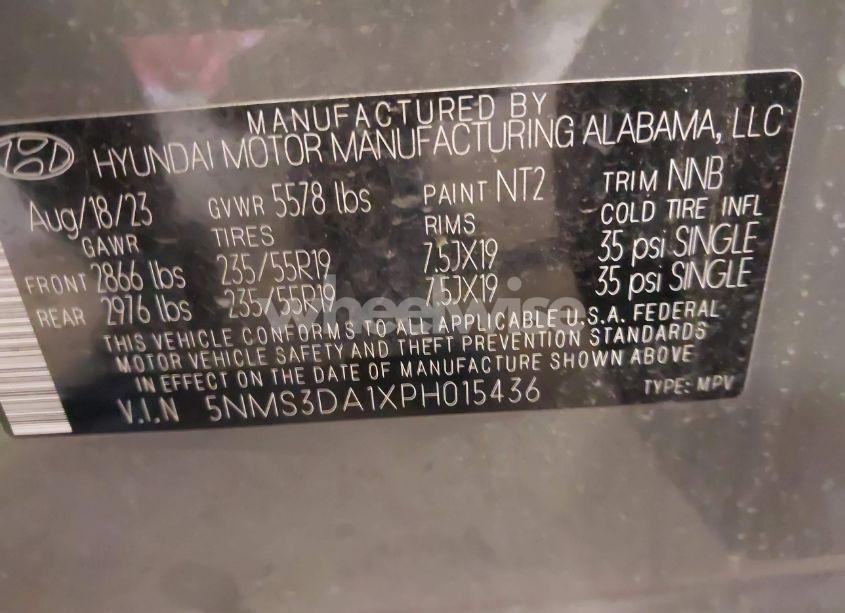 MANUFACTURED BY
HYUNDAI MOTOR MANUFACTURING ALABAMA, LLC
Aug/18/23 GVWR 5578 lbs PAINT NT2 TRIM NNB
GAWR TIRES RIMS COLD TIRE INFL
FRONT 2866 lbs 235/55R19 7.5JX19 35 psi SINGLE
REAR 2976 lbs 235/55R19 7.5JX19 35 psi SINGLE
wheelwise
THIS VEHICLE CONFORMS TO ALL APPLICABLE U.S.A. FEDERAL
MOTOR VEHICLE SAFETY AND THEFT PREVENTION STANDARDS
IN EFFECT ON THE DATE OF MANUFACTURE SHOWN ABOVE
V.I.N 5NMS3DA1XPH015436 TYPE: MPV